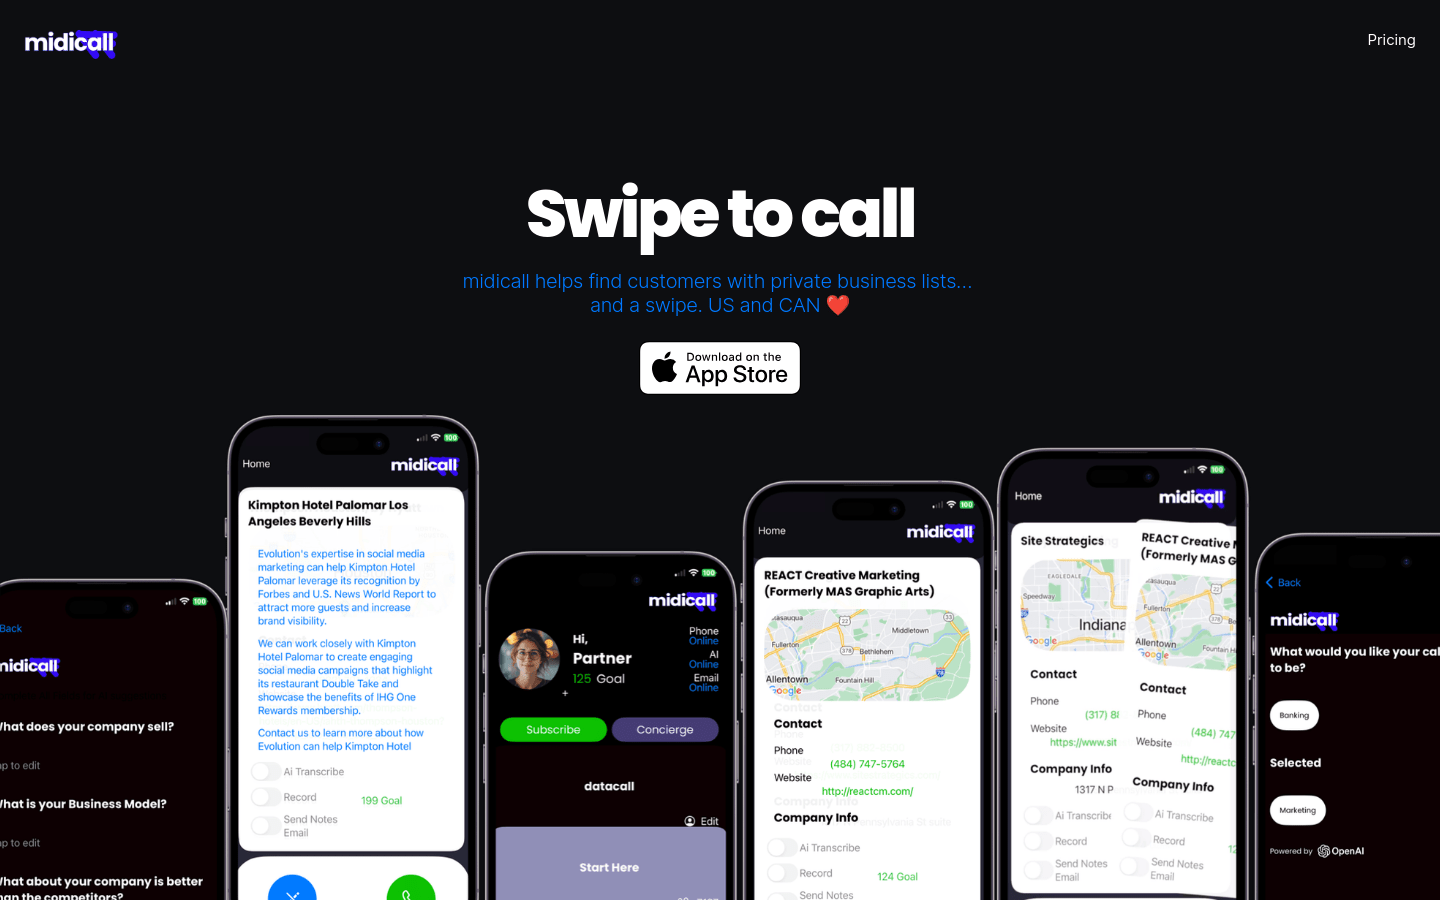 midicall
Pricing
Swipe to call
midicall helps find customers with private business lists...
and a swipe. US and CAN ❤️
Download on the
App Store
Back
midicall
What does your company sell?
tap to edit
What is your Business Model?
tap to edit
What about your company is better
than the competitors?
100
Home
midicall
Kimpton Hotel Palomar Los
Angeles Beverly Hills
Evolution's expertise in social media
marketing can help Kimpton Hotel
Palomar leverage its recognition by
Forbes and U.S. News World Report to
attract more guests and increase
brand visibility.
We can work closely with Kimpton
Hotel Palomar to create engaging
social media campaigns that highlight
its restaurant Double Take and
showcase the benefits of IHG One
Rewards membership.
Contact us to learn more about how
Evolution can help Kimpton Hotel
Ai Transcribe
Record
199 Goal
Send Notes
Email
100
midicall
Hi,
Partner
125 Goal
+
Phone
Online
AI
Online
Email
Online
Subscribe
Concierge
datacall
Edit
Start Here
100
Home
midicall
REACT Creative Marketing
(Formerly MAS Graphic Arts)
Fullerton
Middletown
Bethlehem
Allentown
Fountain Hill
Google
Contact
Phone
(484) 747-5764
Website
http://reactcm.com/
Company Info
Ai Transcribe
Record
124 Goal
Send Notes
100
Home
midicall
Site Strategics
EAGLEDALE
Speedway
Indiana
Google
Contact
Phone
(317) 8
Website
https://www.sit
Company Info
1317 N P
Ai Transcribe
Record
Send Notes
Email
REACT Creative M
(Formerly MAS G
Fullerton
Allentown
Google
Contact
Phone
(484) 747
Website
http://reactc
Company Info
Ai Transcribe
Record
Send Notes
Email
100
Back
midicall
What would you like your cal
to be?
Banking
Selected
Marketing
Powered by OpenAI
100